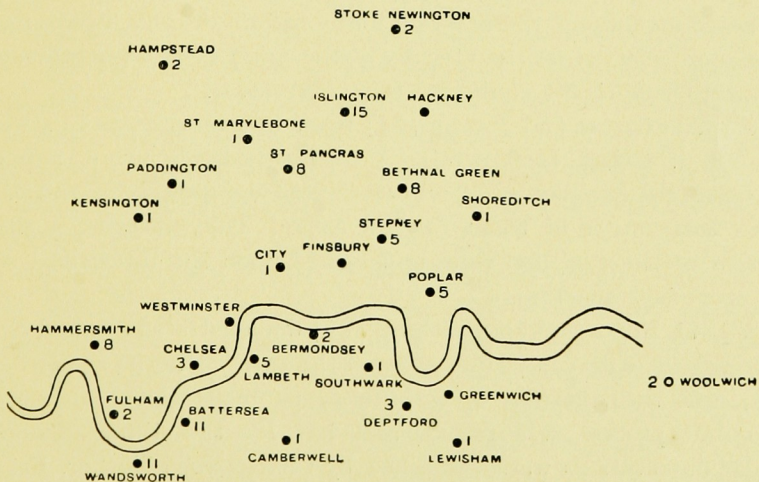 STOKE NEWINGTON
2
HAMPSTEAD
2
ISLINGTON
15
HACKNEY
ST MARYLEBONE
1
ST PANCRAS
8
PADDINGTON
1
BETHNAL GREEN
8
KENSINGTON
1
SHOREDITCH
1
STEPNEY
5
CITY
1
FINSBURY
POPLAR
5
WESTMINSTER
HAMMERSMITH
8
BERMONDSEY
2
CHELSEA
3
LAMBETH
5
SOUTHWARK
1
2 O WOOLWICH
GREENWICH
FULHAM
2
DEPTFORD
3
BATTERSEA
11
CAMBERWELL
1
LEWISHAM
1
WANDSWORTH
11